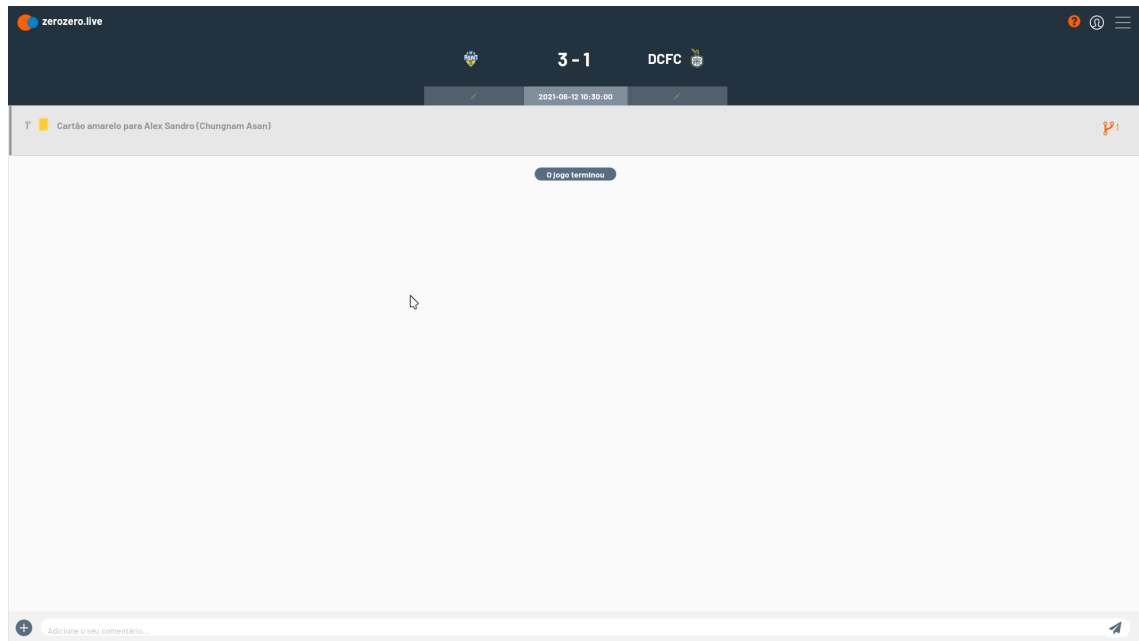 zerozero.live
?
ASAN
3 - 1
DCFC
2021-06-12 10:30:00
1' Cartão amarelo para Alex Sandro (Chungnam Asan)
1
O jogo terminou
Adicione o seu comentário...